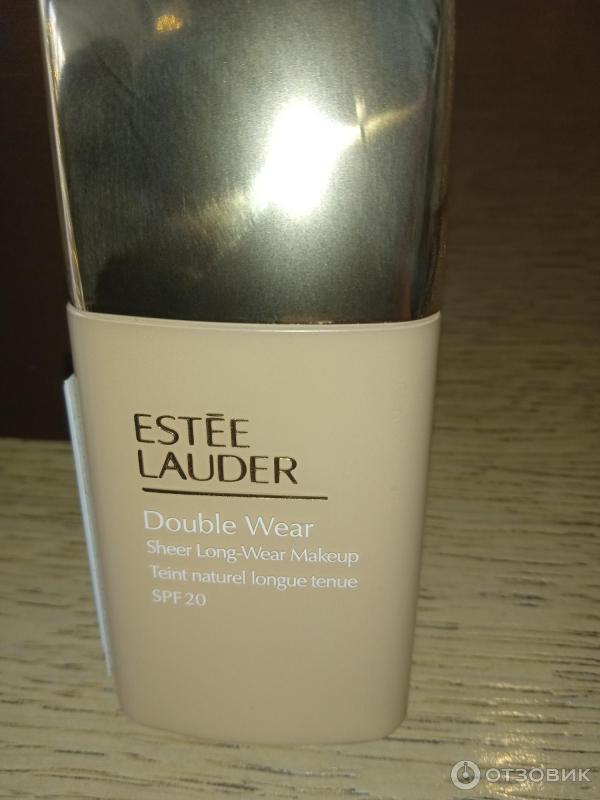 ESTĒE
LAUDER
Double Wear
Sheer Long-Wear Makeup
Teint naturel longue tenue
SPF 20
ОТЗОВИК